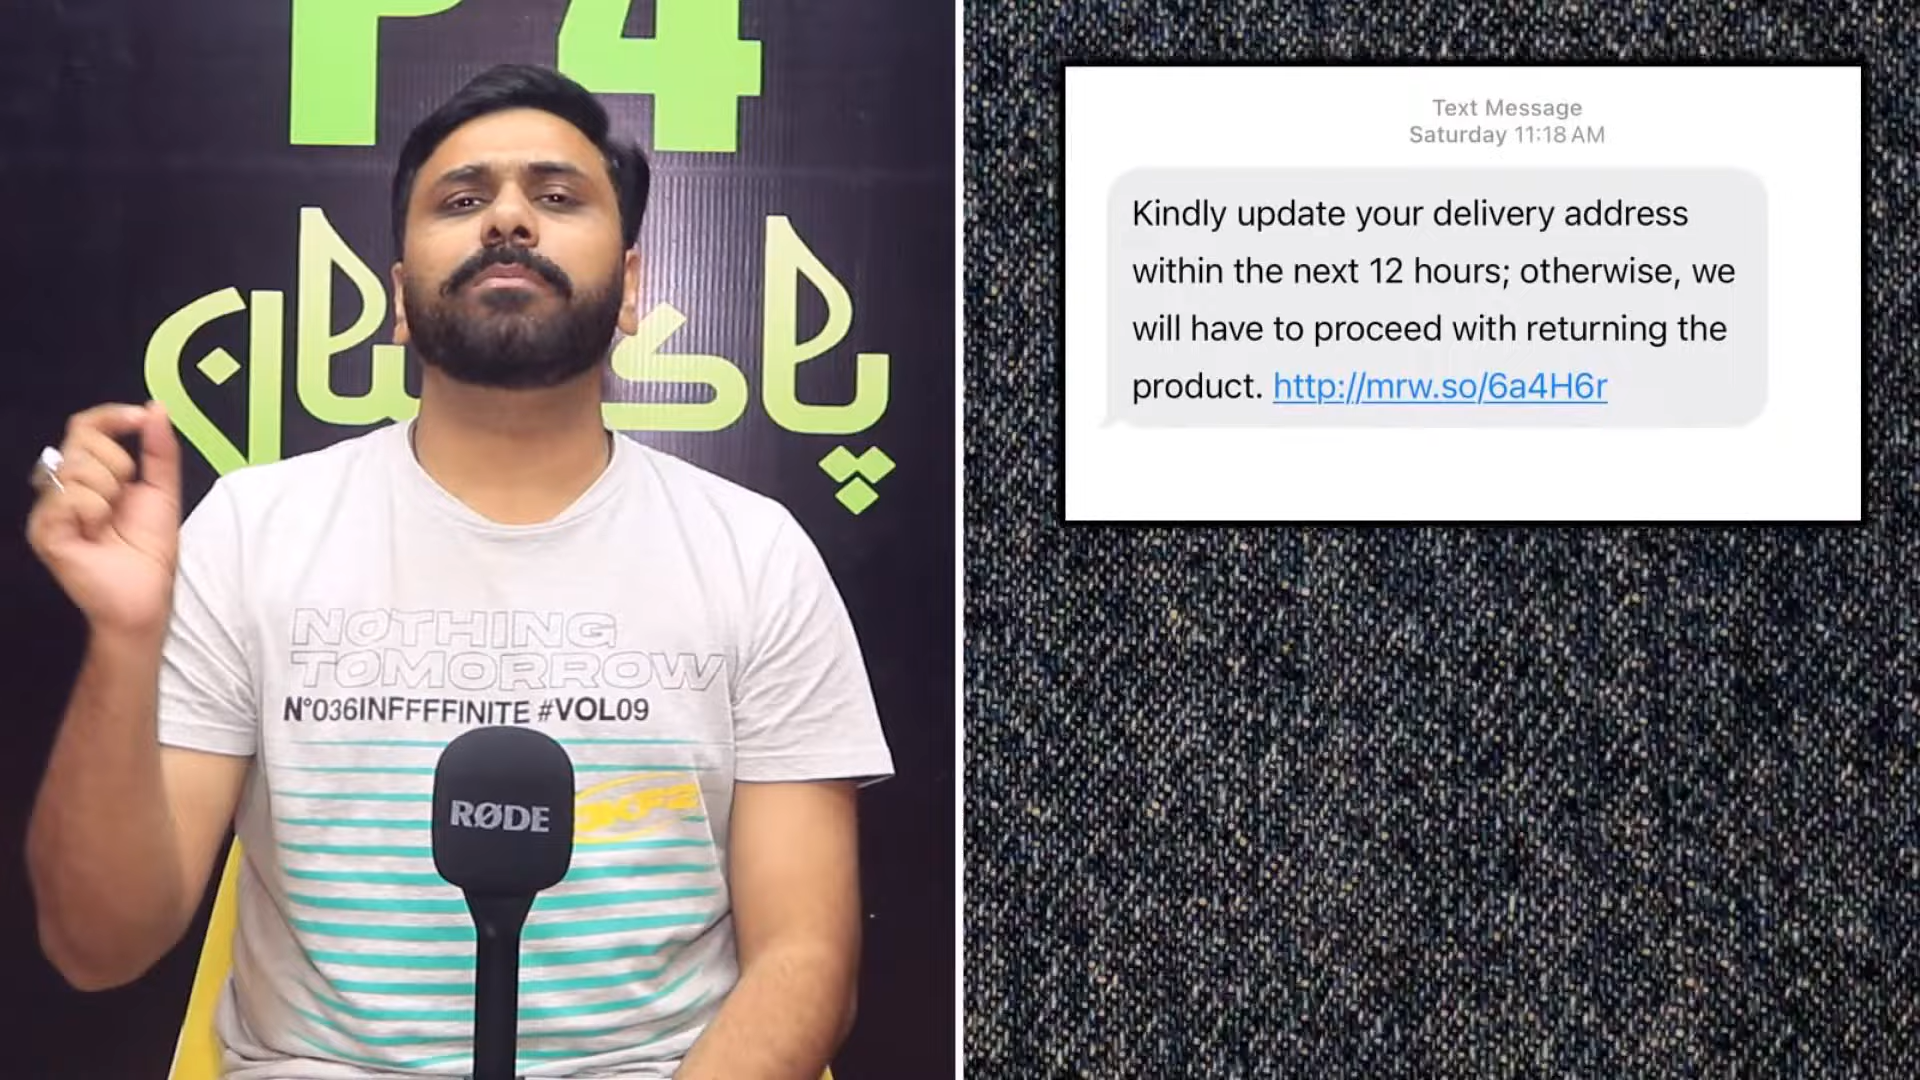 P4
پاکستان
NOTHING
TOMORROW
N°036INFFFFINITE #VOL09
RØDE
Text Message
Saturday 11:18 AM
Kindly update your delivery address
within the next 12 hours; otherwise, we
will have to proceed with returning the
product. http://mrw.so/6a4H6r